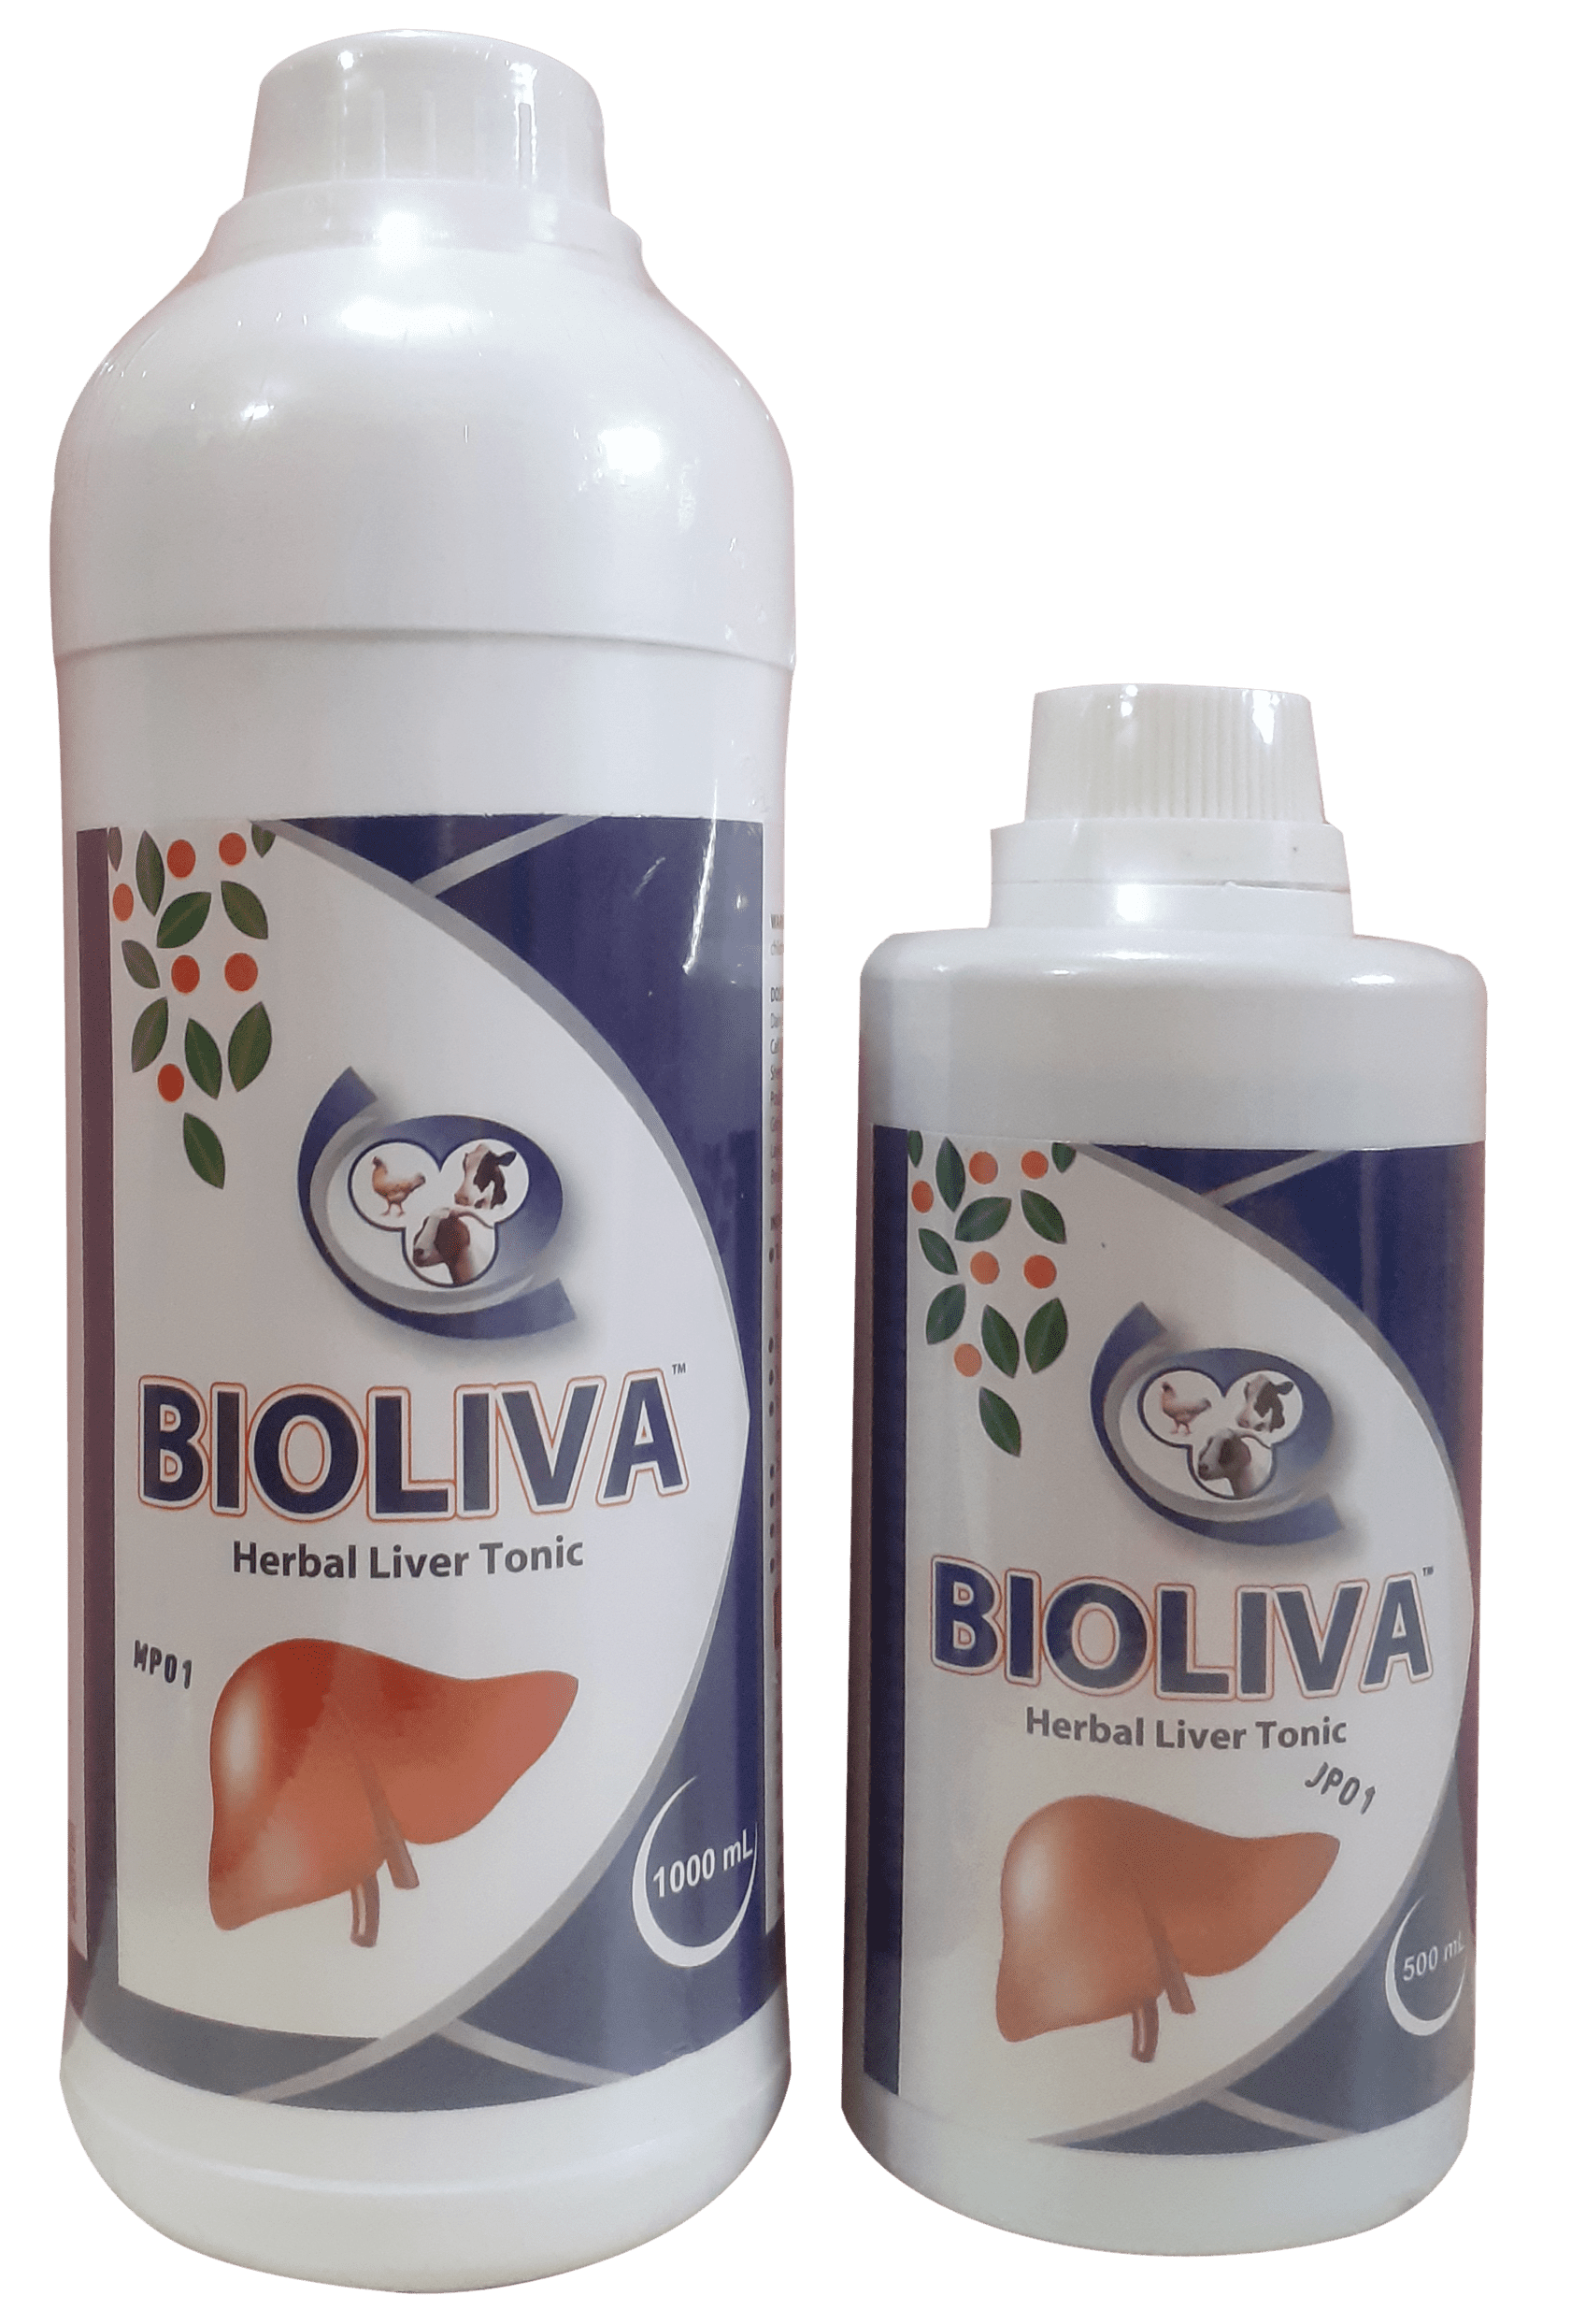 BIOLIVA™
Herbal Liver Tonic
MP01
1000 mL
BIOLIVA™
Herbal Liver Tonic
JP01
500 mL